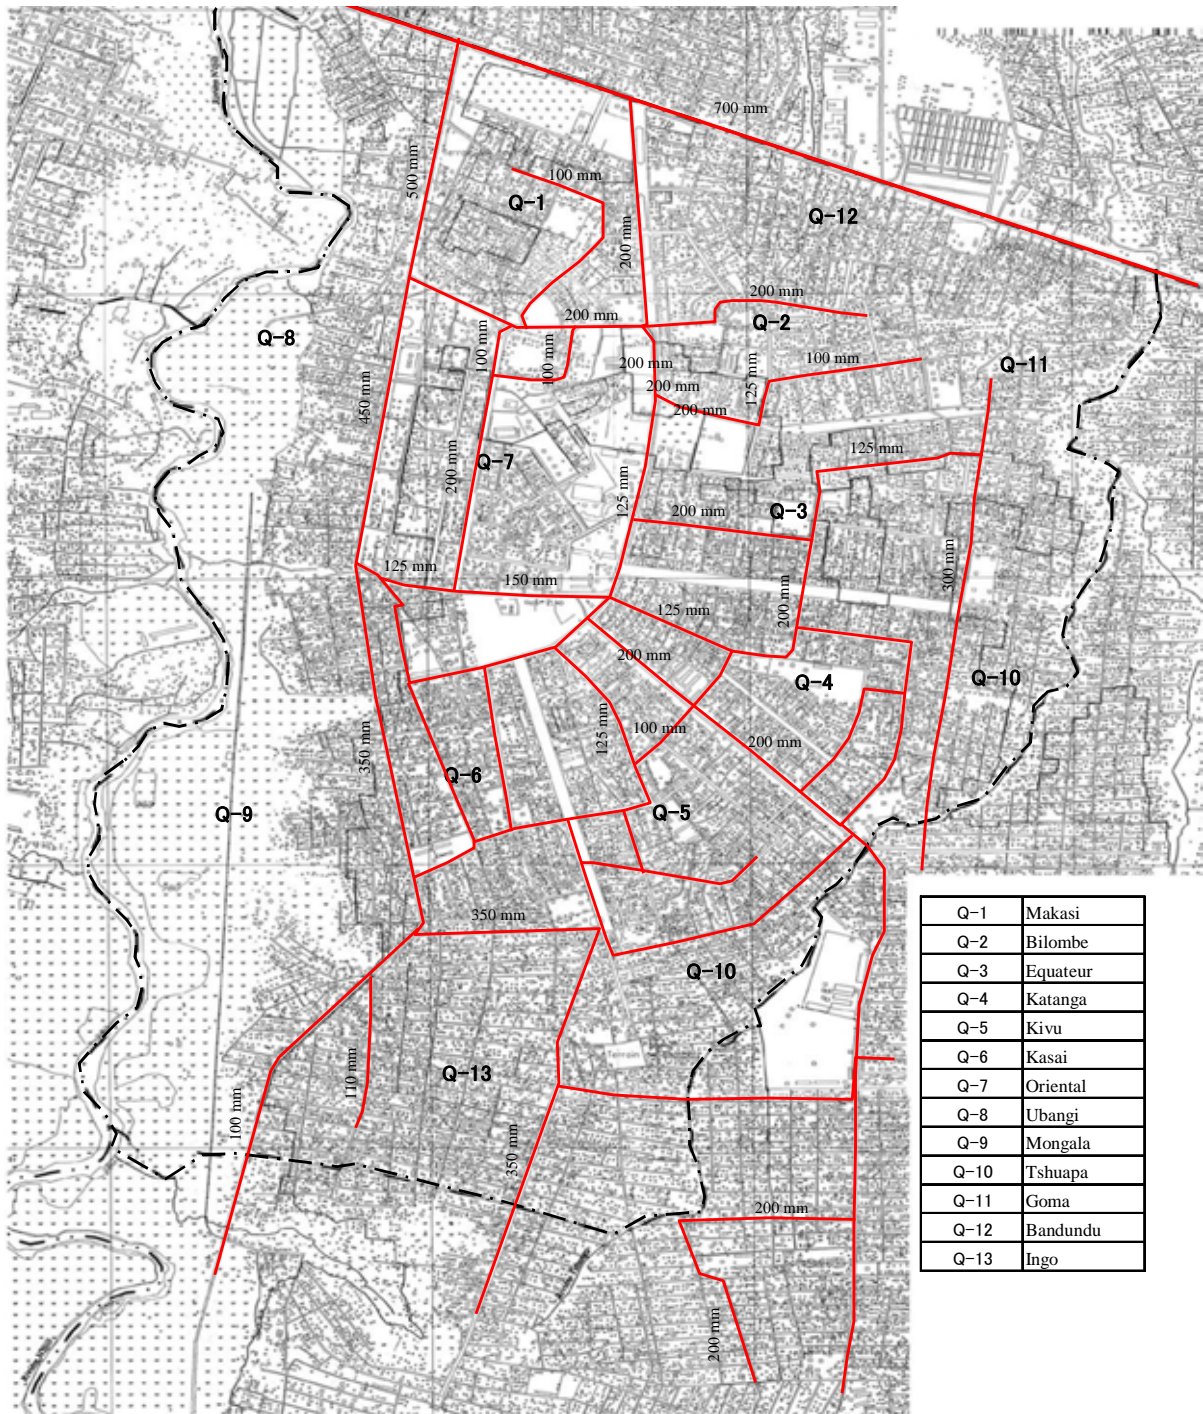 700 mm
500 mm
100 mm
Q-1
Q-12
200 mm
200 mm
200 mm
Q-2
Q-8
100 mm
100 mm
200 mm
100 mm
Q-11
200 mm
125 mm
200 mm
450 mm
125 mm
200 mm
Q-7
125 mm
200 mm
Q-3
125 mm
150 mm
300 mm
125 mm
200 mm
200 mm
Q-4
Q-10
350 mm
125 mm
100 mm
200 mm
Q-6
Q-9
Q-5
350 mm
Q-10
110 mm
Q-13
100 mm
350 mm
200 mm
200 mm
Q-1 Makasi
Q-2 Bilombe
Q-3 Equateur
Q-4 Katanga
Q-5 Kivu
Q-6 Kasai
Q-7 Oriental
Q-8 Ubangi
Q-9 Mongala
Q-10 Tshuapa
Q-11 Goma
Q-12 Bandundu
Q-13 Ingo